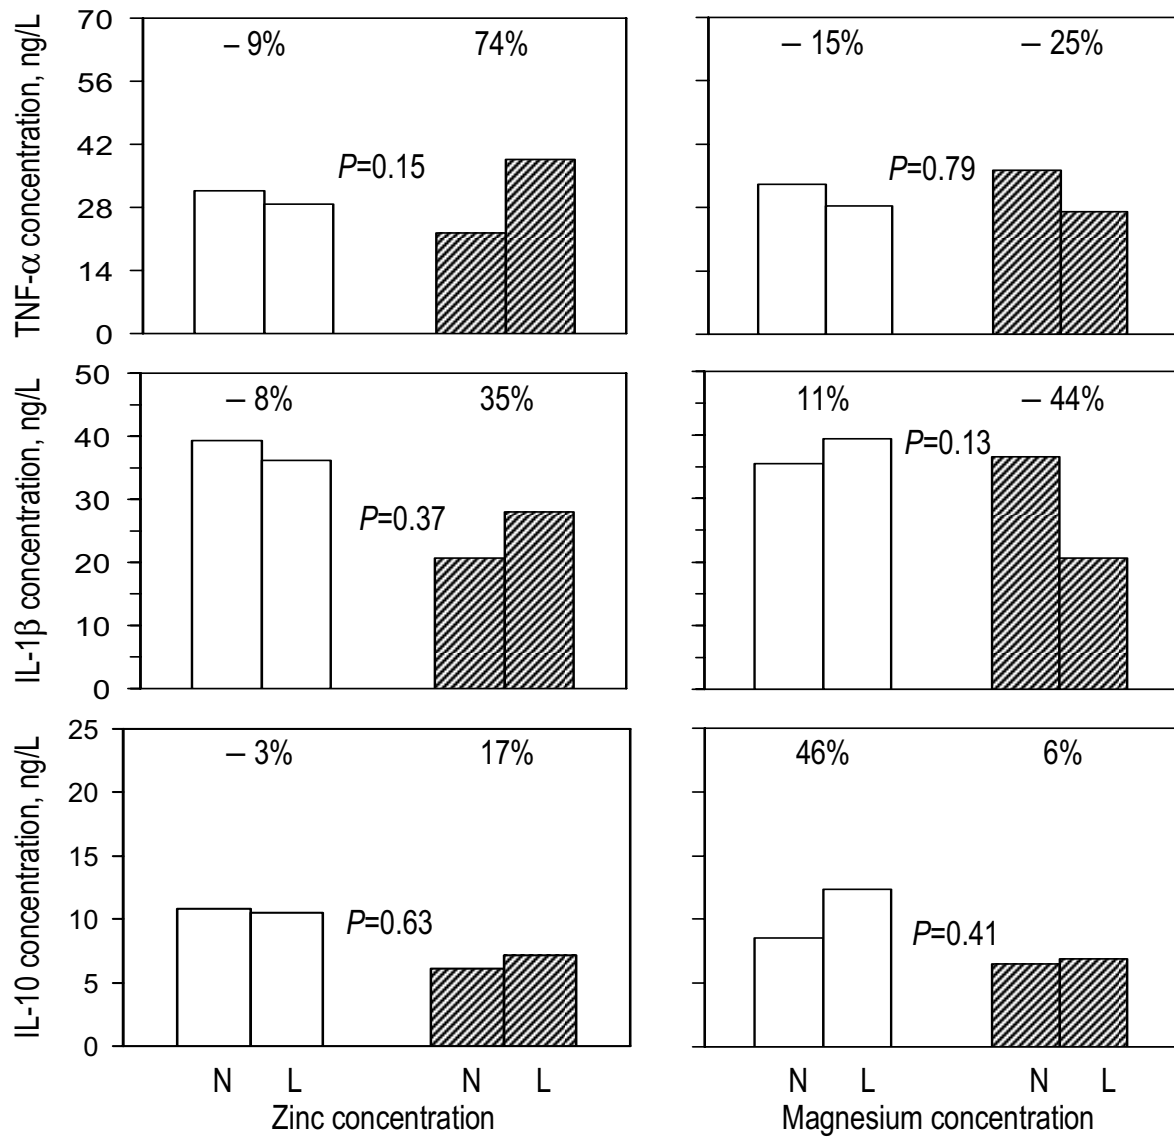 TNF-α concentration, ng/L
70
56
42
28
14
0
– 9%
74%
P=0.15
– 15%
– 25%
P=0.79
IL-1β concentration, ng/L
50
40
30
20
10
0
– 8%
35%
P=0.37
11%
– 44%
P=0.13
IL-10 concentration, ng/L
25
20
15
10
5
0
– 3%
17%
P=0.63
46%
6%
P=0.41
N L N L
Zinc concentration
N L N L
Magnesium concentration